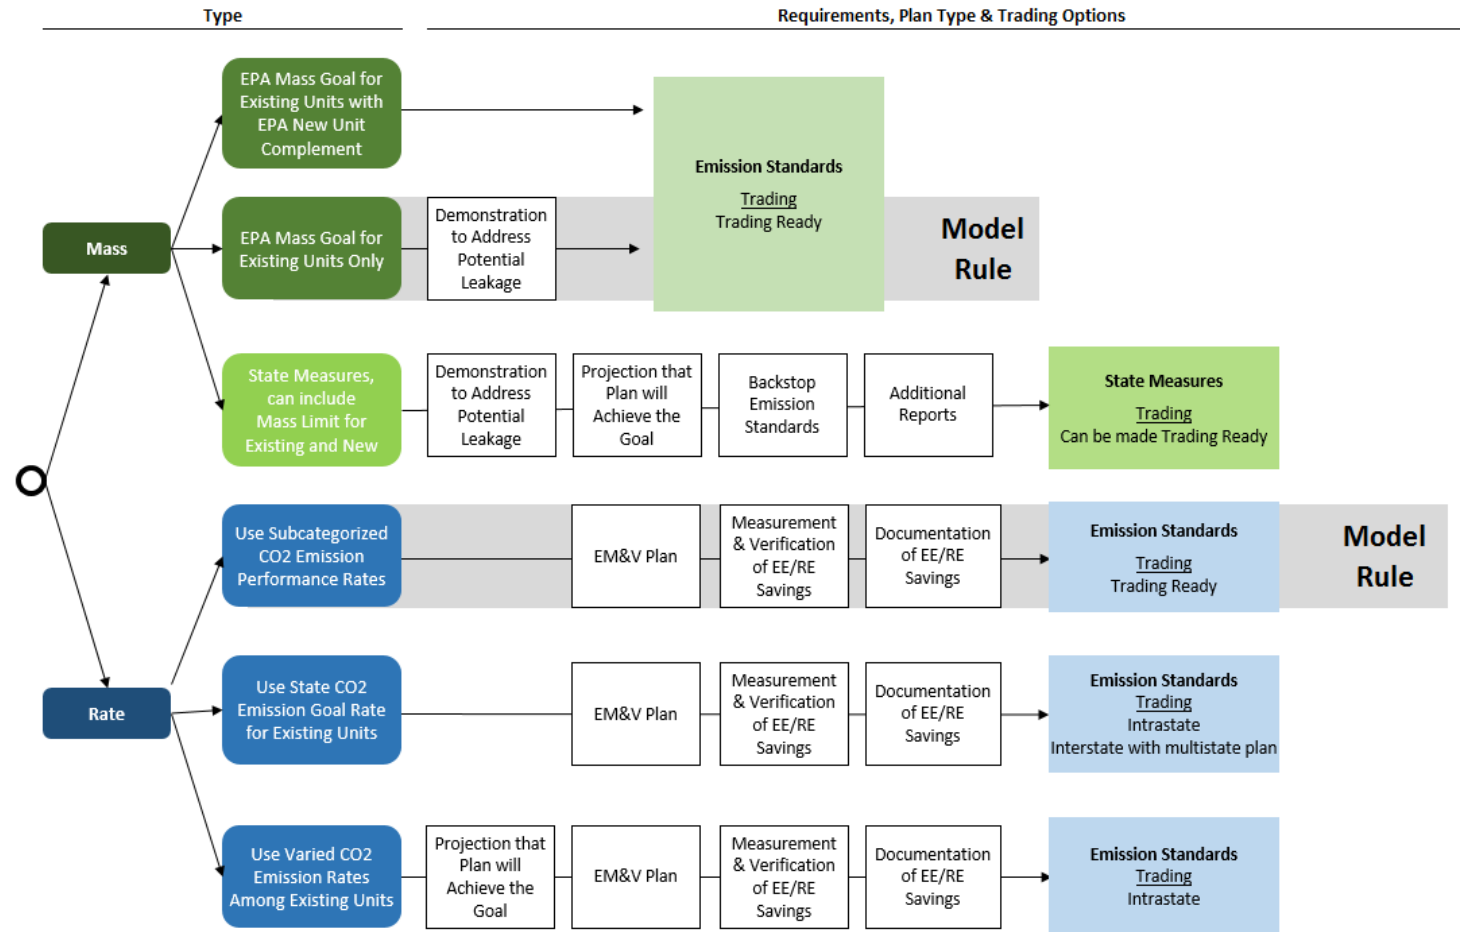 Type
Requirements, Plan Type & Trading Options
EPA Mass Goal for
Existing Units with
EPA New Unit
Complement
Emission Standards
Trading
Trading Ready
Mass
EPA Mass Goal for
Existing Units Only
Demonstration
to Address
Potential
Leakage
Model
Rule
State Measures,
can include
Mass Limit for
Existing and New
Demonstration
to Address
Potential
Leakage
Projection that
Plan will
Achieve the
Goal
Backstop
Emission
Standards
Additional
Reports
State Measures
Trading
Can be made Trading Ready
Use Subcategorized
CO2 Emission
Performance Rates
EM&V Plan
Measurement
& Verification
of EE/RE
Savings
Documentation
of EE/RE
Savings
Emission Standards
Trading
Trading Ready
Model
Rule
Rate
Use State CO2
Emission Goal Rate
for Existing Units
EM&V Plan
Measurement
& Verification
of EE/RE
Savings
Documentation
of EE/RE
Savings
Emission Standards
Trading
Intrastate
Interstate with multistate plan
Use Varied CO2
Emission Rates
Among Existing Units
Projection that
Plan will
Achieve the
Goal
EM&V Plan
Measurement
& Verification
of EE/RE
Savings
Documentation
of EE/RE
Savings
Emission Standards
Trading
Intrastate